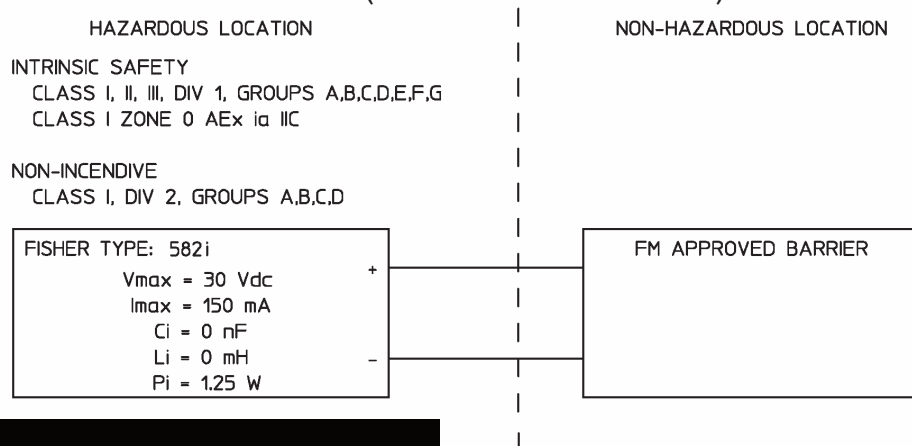 HAZARDOUS LOCATION
NON-HAZARDOUS LOCATION
INTRINSIC SAFETY
CLASS I, II, III, DIV 1, GROUPS A,B,C,D,E,F,G
CLASS I ZONE 0 AEx ia IIC
NON-INCENDIVE
CLASS I, DIV 2, GROUPS A,B,C,D
FISHER TYPE: 582i
Vmax = 30 Vdc
Imax = 150 mA
Ci = 0 nF
Li = 0 mH
Pi = 1.25 W
+
−
FM APPROVED BARRIER